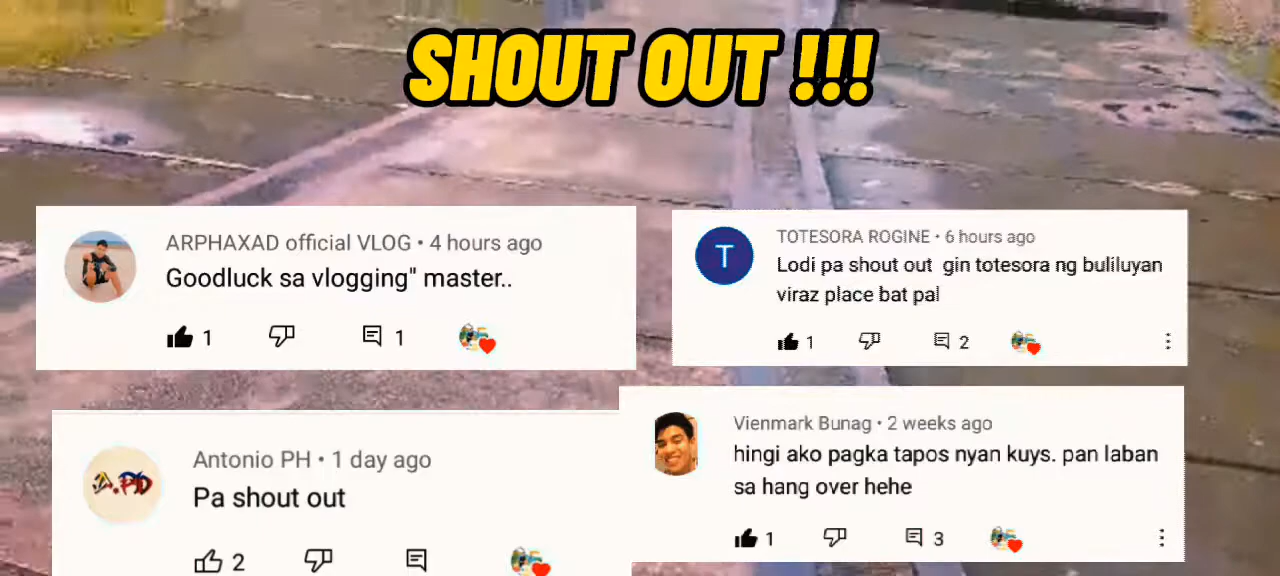 SHOUT OUT !!!
ARPHAXAD official VLOG • 4 hours ago
Goodluck sa vlogging" master..
1
1
TOTESORA ROGINE • 6 hours ago
T
Lodi pa shout out gin totesora ng buliluyan
viraz place bat pal
1
2
Antonio PH • 1 day ago
A.PD
Pa shout out
2
Vienmark Bunag • 2 weeks ago
hingi ako pagka tapos nyan kuys. pan laban
sa hang over hehe
1
3